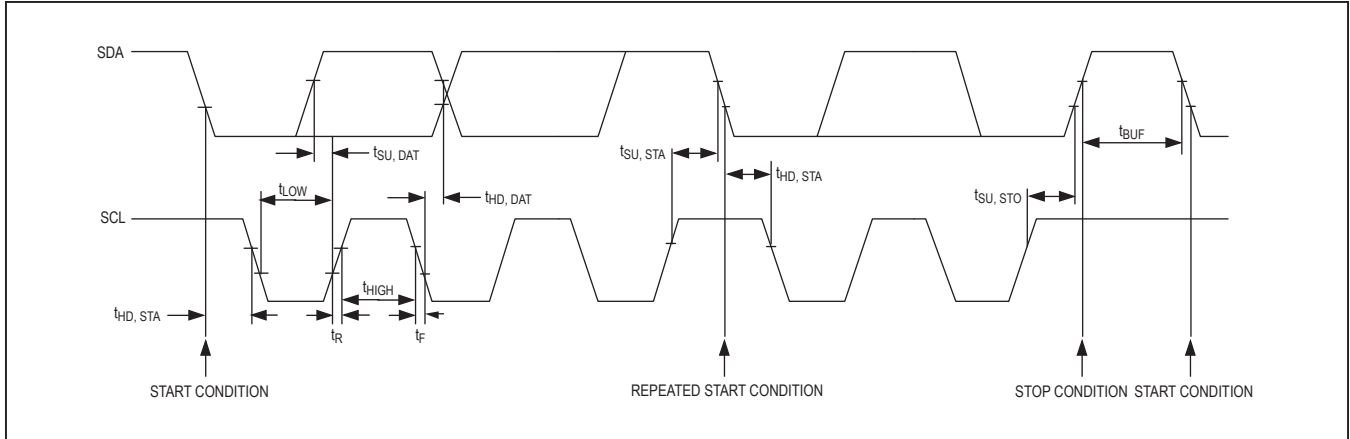 SDA
tSU, DAT
tSU, STA
tBUF
tLOW
tHD, DAT
tHD, STA
tSU, STO
SCL
tHIGH
tHD, STA
tR
tF
START CONDITION
REPEATED START CONDITION
STOP CONDITION
START CONDITION